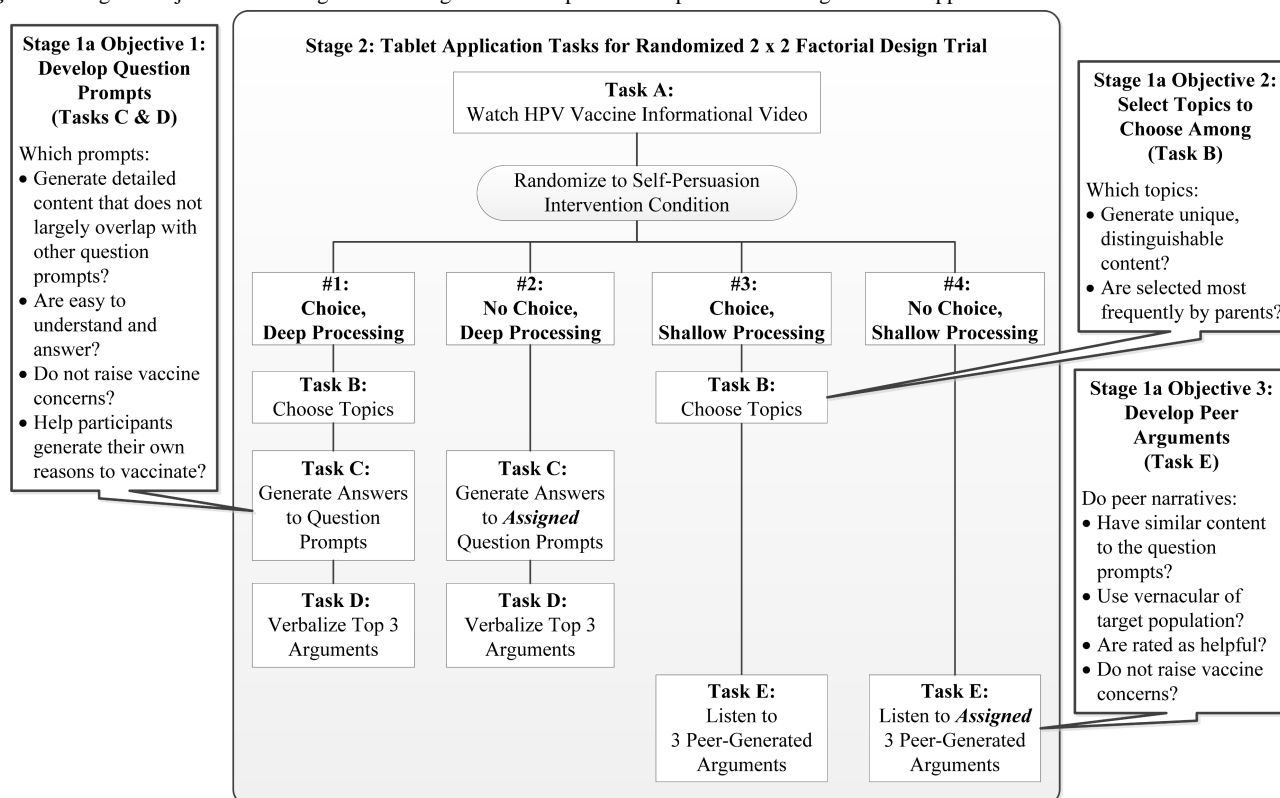 Stage 1a Objective 1:
Develop Question
Prompts
(Tasks C & D)
Which prompts:
• Generate detailed
content that does not
largely overlap with
other question
prompts?
• Are easy to
understand and
answer?
• Do not raise vaccine
concerns?
• Help participants
generate their own
reasons to vaccinate?
Stage 2: Tablet Application Tasks for Randomized 2 x 2 Factorial Design Trial
Task A:
Watch HPV Vaccine Informational Video
Randomize to Self-Persuasion
Intervention Condition
#1:
Choice,
Deep Processing
#2:
No Choice,
Deep Processing
#3:
Choice,
Shallow Processing
#4:
No Choice,
Shallow Processing
Task B:
Choose Topics
Task B:
Choose Topics
Task C:
Generate Answers
to Question
Prompts
Task C:
Generate Answers
to Assigned
Question Prompts
Task D:
Verbalize Top 3
Arguments
Task D:
Verbalize Top 3
Arguments
Task E:
Listen to
3 Peer-Generated
Arguments
Task E:
Listen to Assigned
3 Peer-Generated
Arguments
Stage 1a Objective 2:
Select Topics to
Choose Among
(Task B)
Which topics:
• Generate unique,
distinguishable
content?
• Are selected most
frequently by parents?
Stage 1a Objective 3:
Develop Peer
Arguments
(Task E)
Do peer narratives:
• Have similar content
to the question
prompts?
• Use vernacular of
target population?
• Are rated as helpful?
• Do not raise vaccine
concerns?